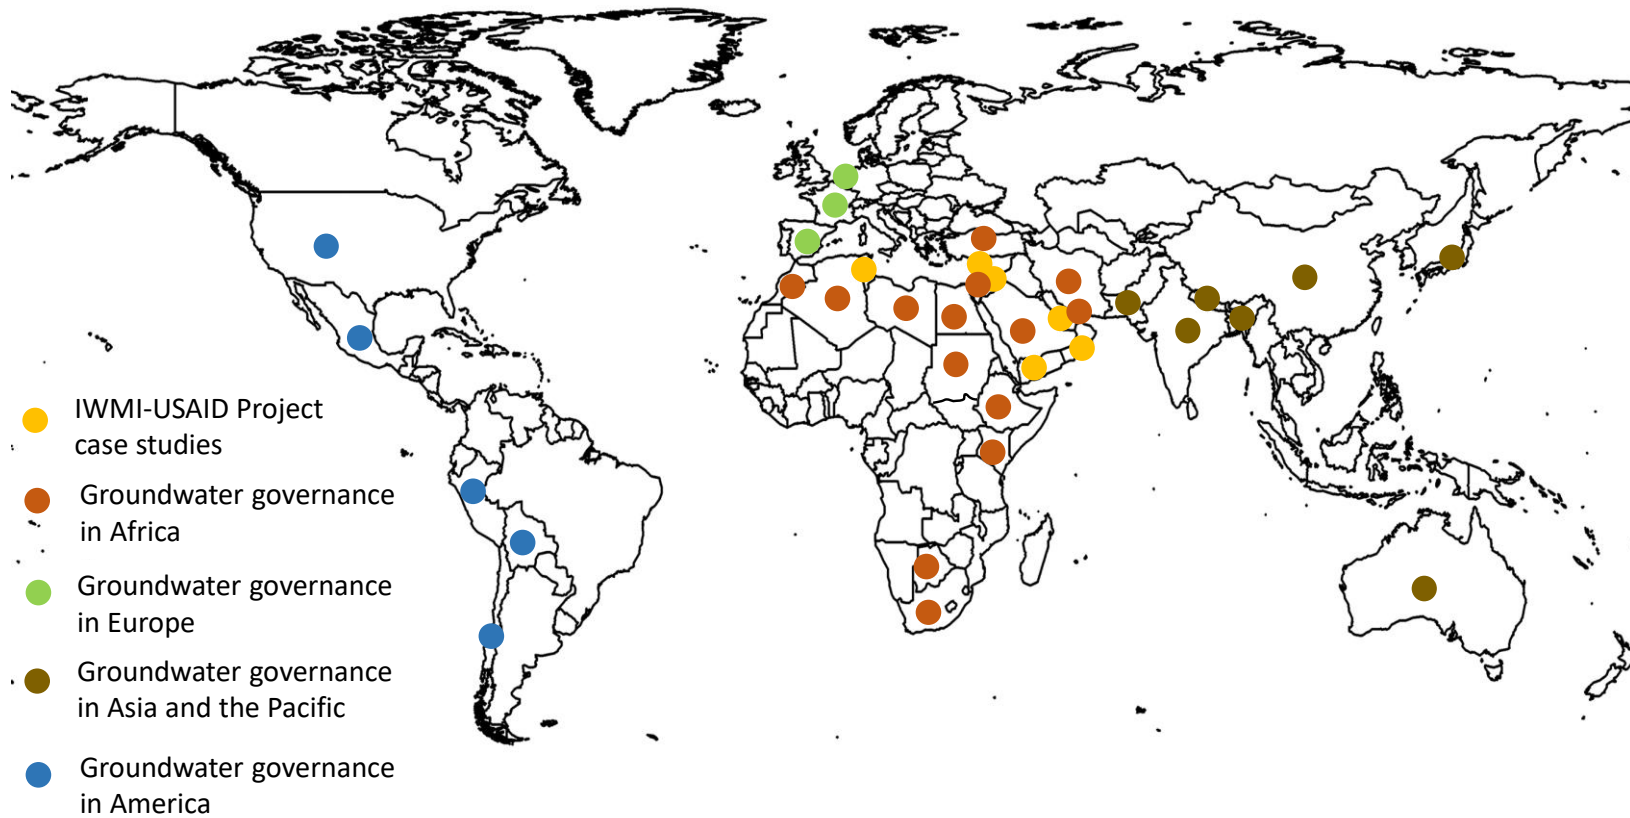 IWMI-USAID Project
case studies
Groundwater governance
in Africa
Groundwater governance
in Europe
Groundwater governance
in Asia and the Pacific
Groundwater governance
in America